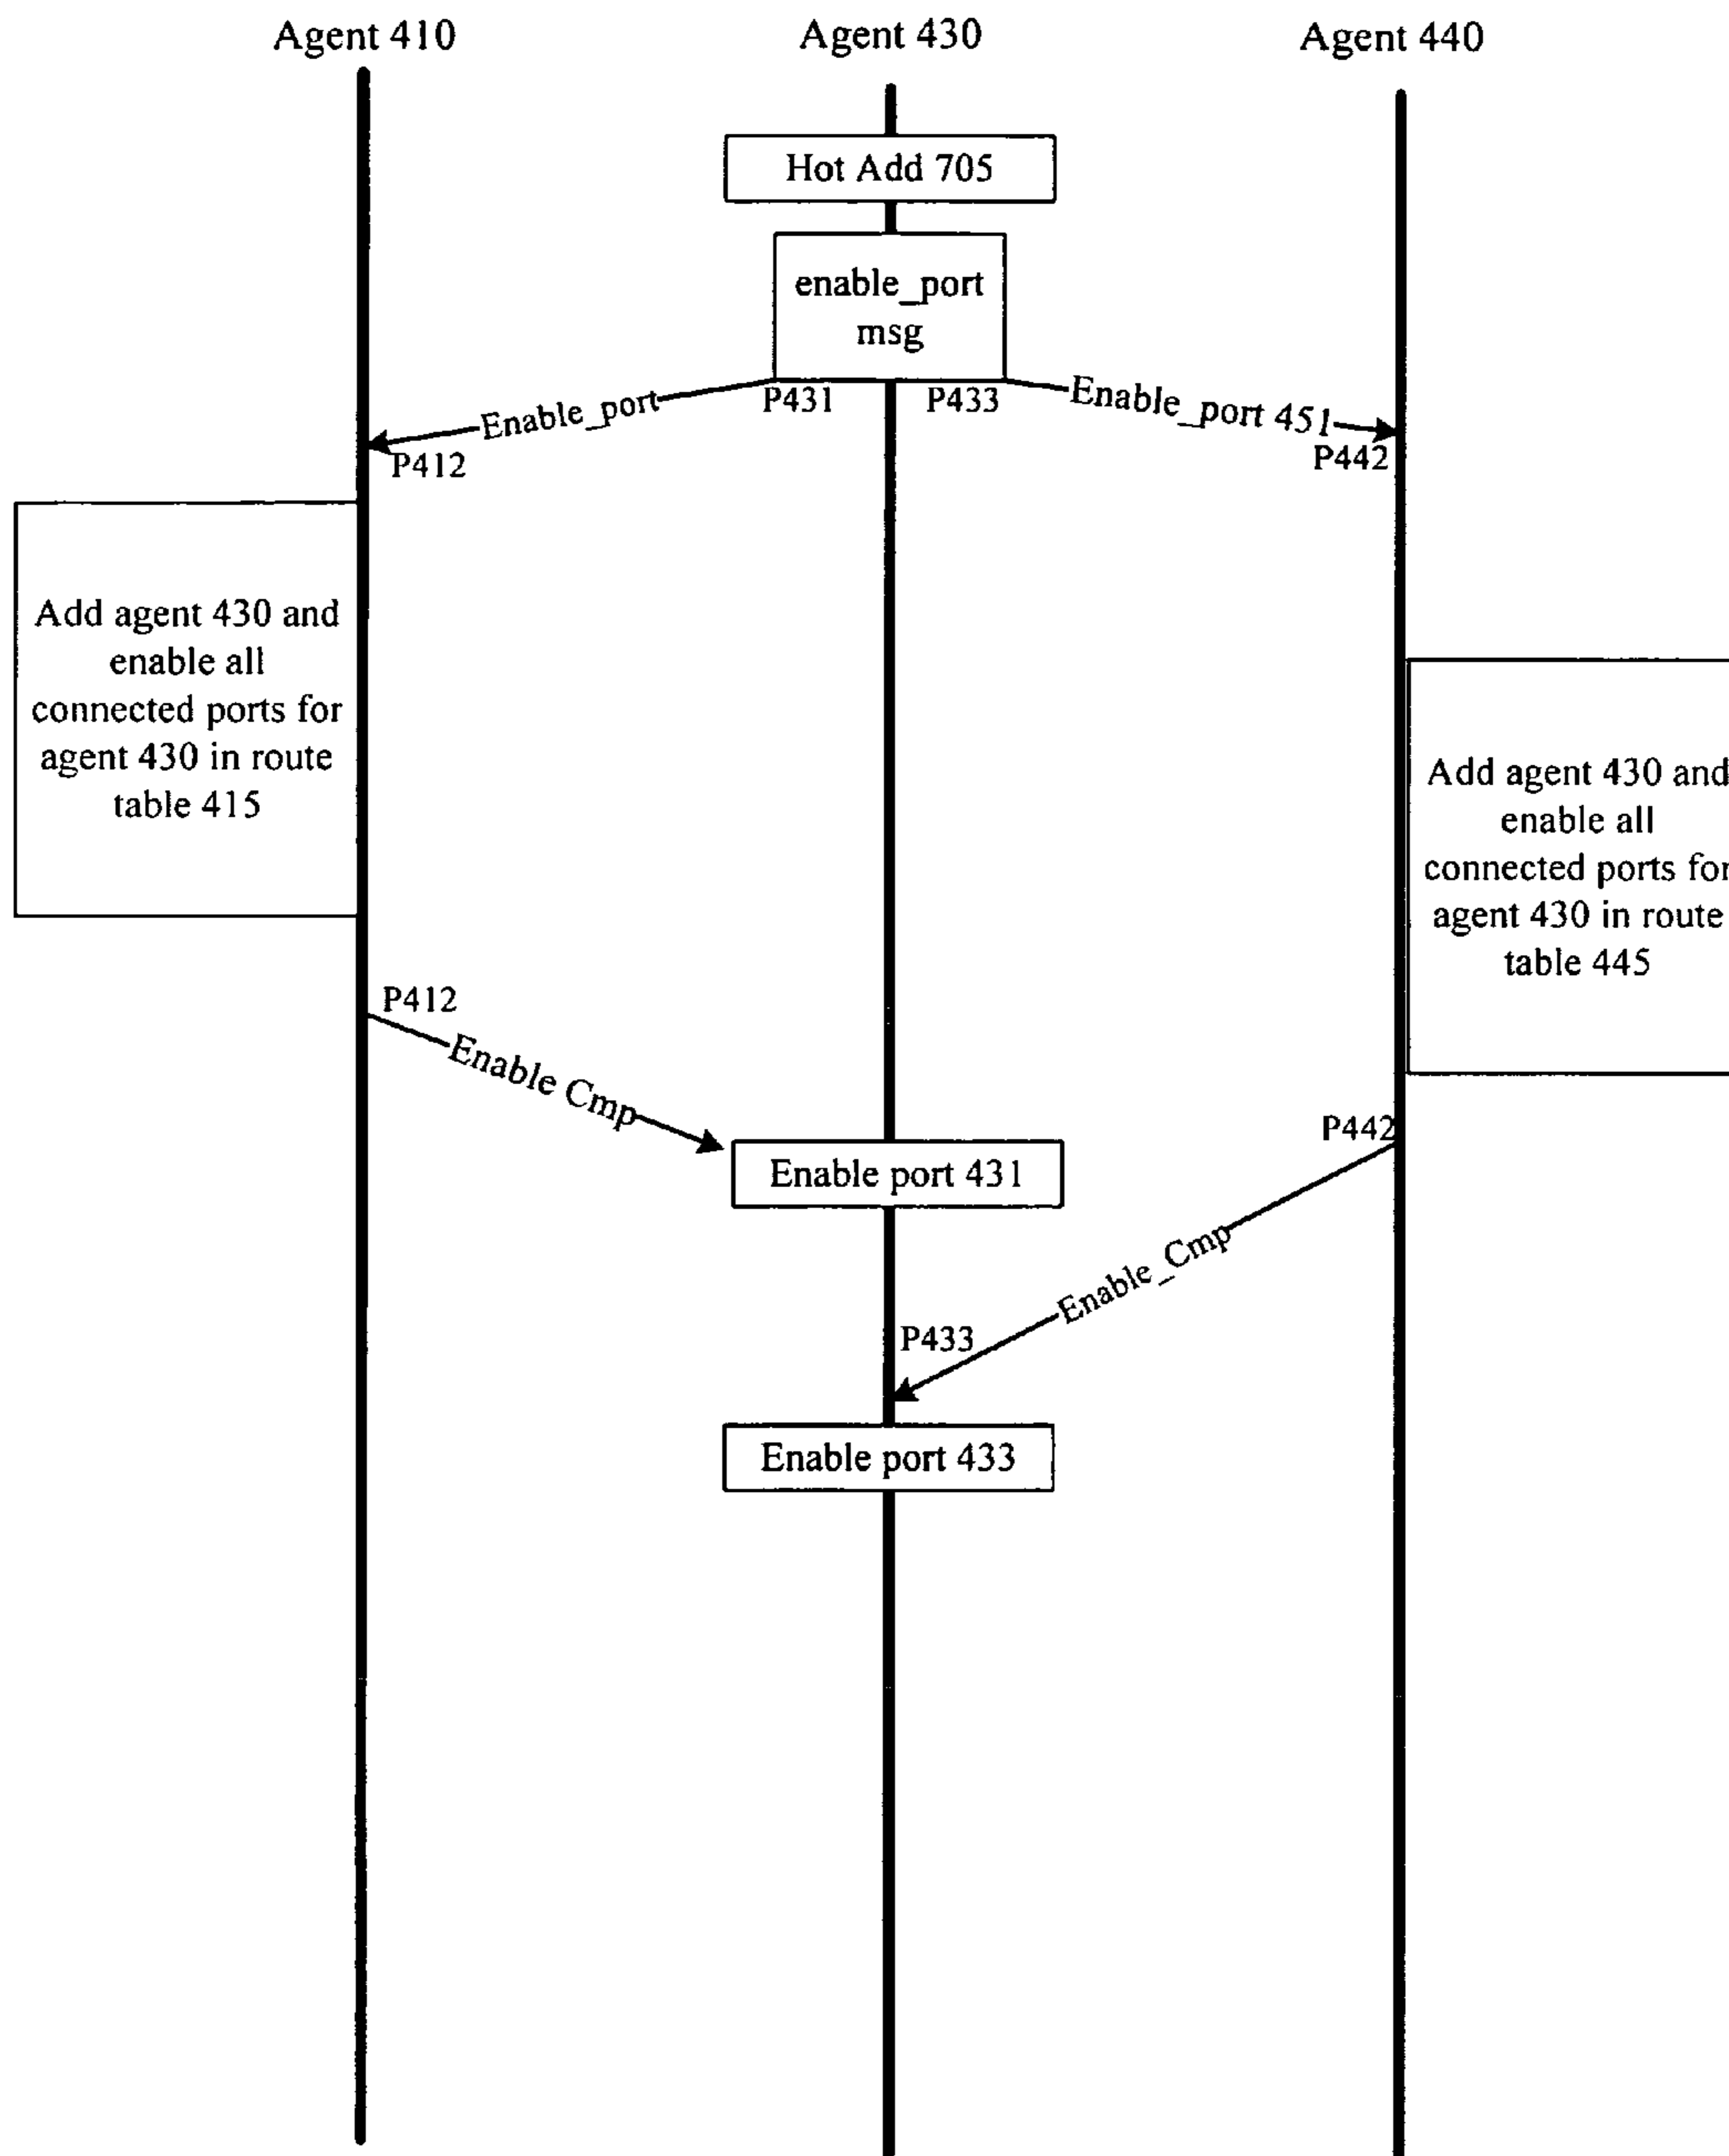 Agent 410
Agent 430
Agent 440
Hot Add 705
enable_port
msg
P431
P433
Enable_port
Enable_port 451
P412
P442
Add agent 430 and
enable all
connected ports for
agent 430 in route
table 415
Add agent 430 and
enable all
connected ports for
agent 430 in route
table 445
P412
Enable Cmp
P442
Enable port 431
Enable_Cmp
P433
Enable port 433